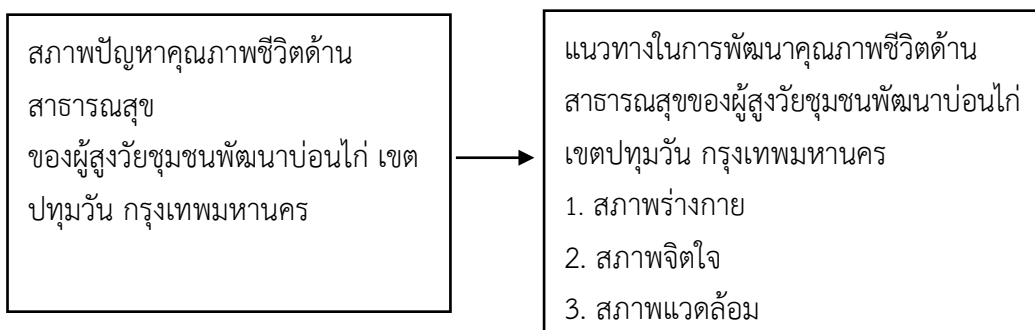 สภาพปัญหาคุณภาพชีวิตด้าน
สาธารณสุข
ของผู้สูงวัยชุมชนพัฒนาบ่อนไก่ เขต
ปทุมวัน กรุงเทพมหานคร
แนวทางในการพัฒนาคุณภาพชีวิตด้าน
สาธารณสุขของผู้สูงวัยชุมชนพัฒนาบ่อนไก่
เขตปทุมวัน กรุงเทพมหานคร
1. สภาพร่างกาย
2. สภาพจิตใจ
3. สภาพแวดล้อม